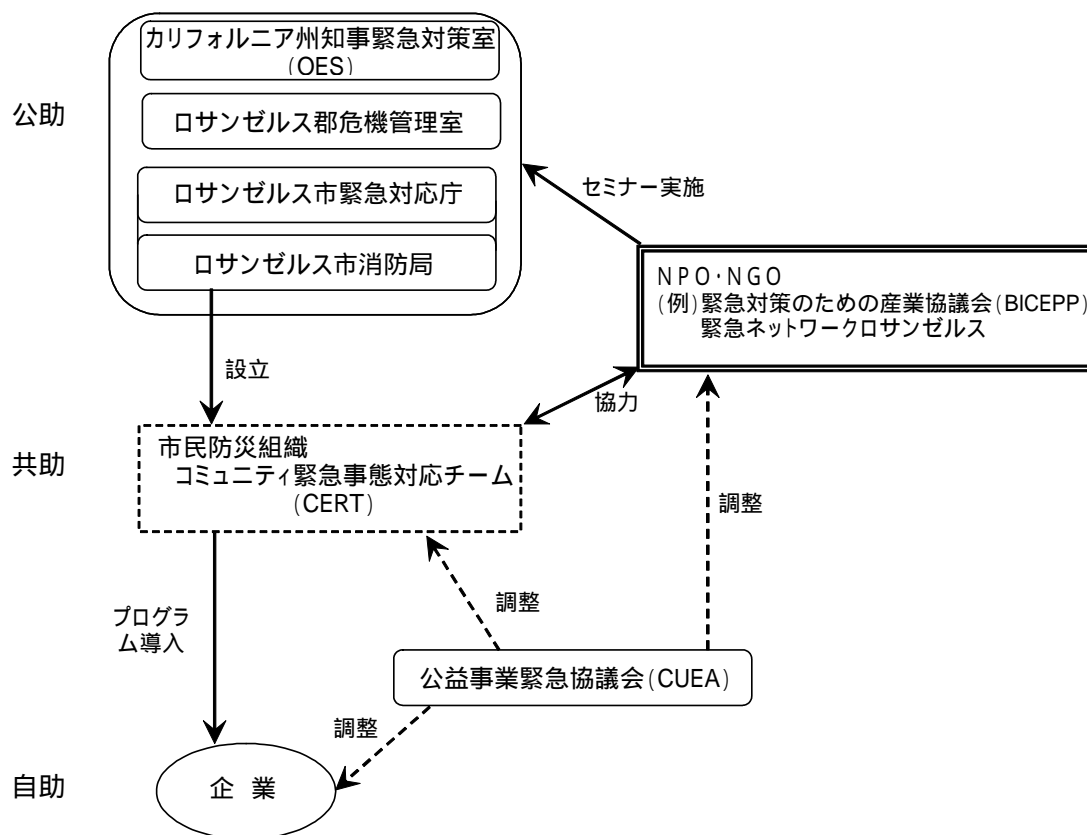 カリフォルニア州知事緊急対策室
(OES)
公助
ロサンゼルス郡危機管理室
ロサンゼルス市緊急対応庁
セミナー実施
ロサンゼルス市消防局
NPO・NGO
(例)緊急対策のための産業協議会(BICEPP)
緊急ネットワークロサンゼルス
設立
協力
共助
市民防災組織
コミュニティ緊急事態対応チーム
(CERT)
調整
調整
プログラ
ム導入
公益事業緊急協議会(CUEA)
調整
自助
企 業